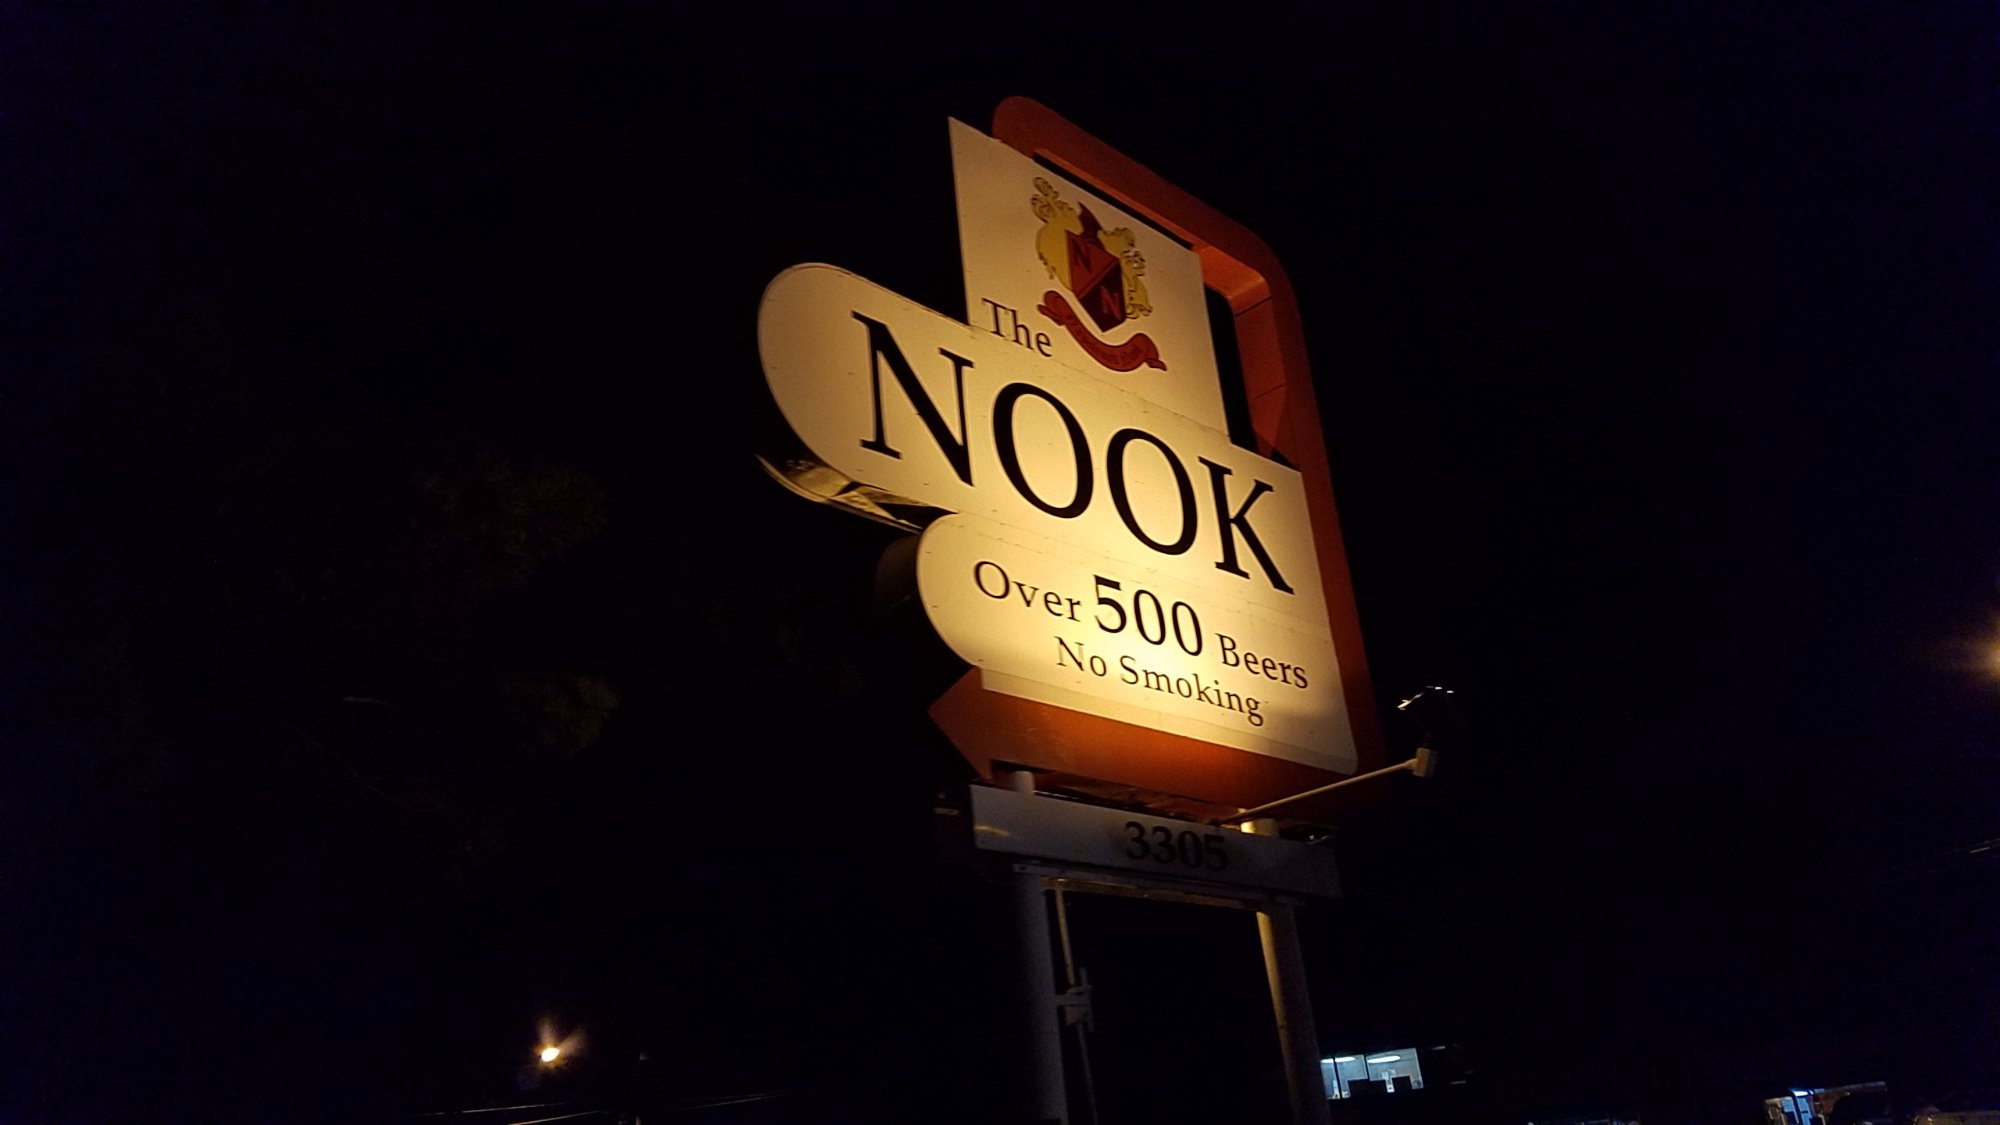 N
N
The
NOOK
Over 500 Beers
No Smoking
3305